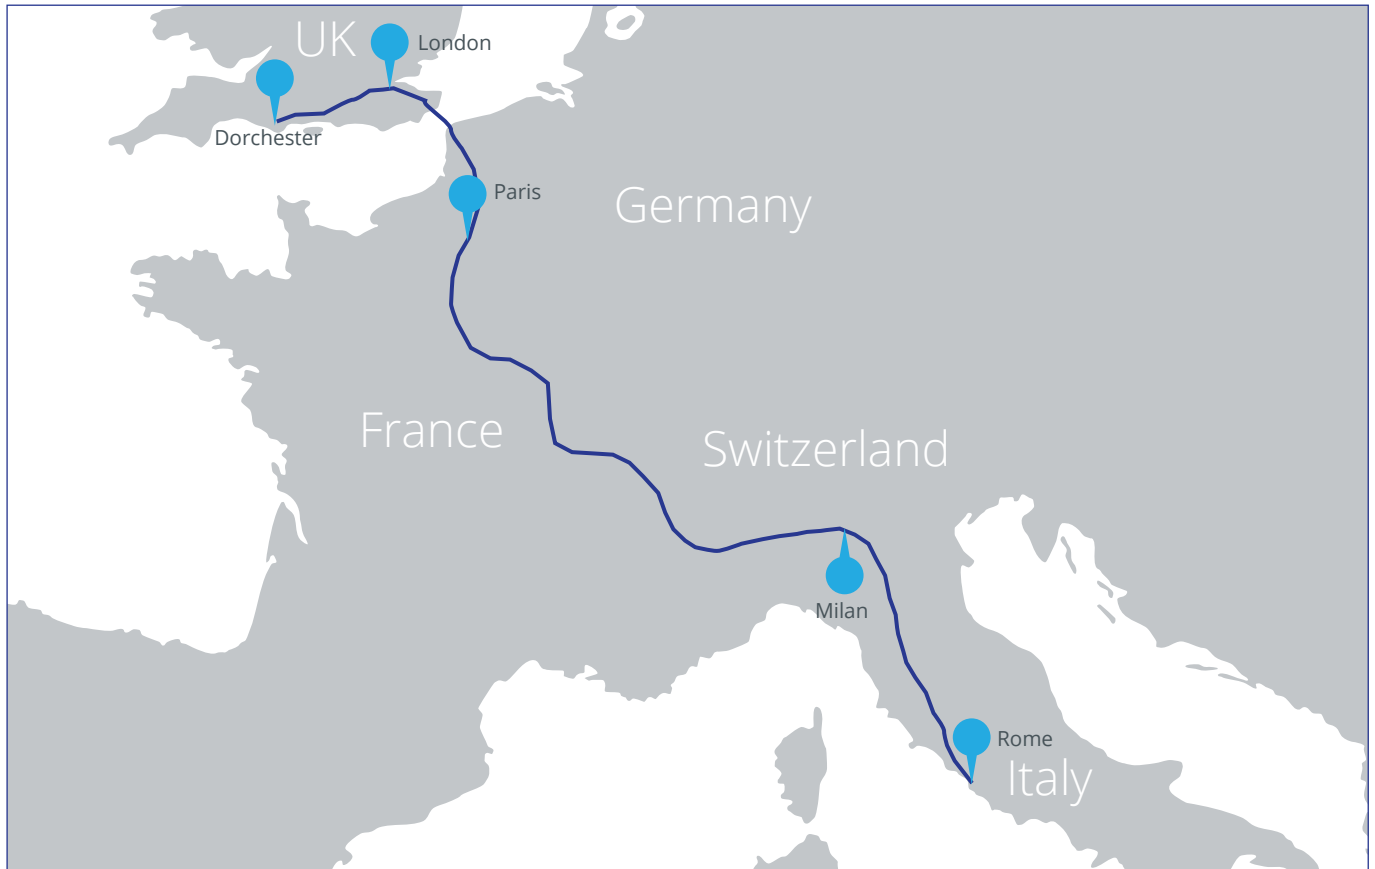 UK
London
Dorchester
Paris
Germany
France
Switzerland
Milan
Rome
Italy